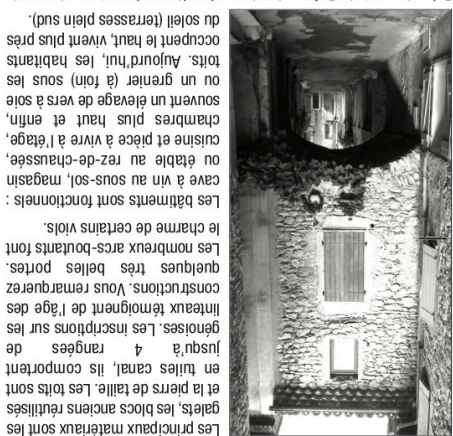 Les principaux matériaux sont les
galets, les blocs anciens réutilisés
et la pierrs de taille. Les toits sont
en tuiles canal, ils comportent
jusqu'à 4 rangées de
génoises. Les inscriptions sur les
linteaux témoignent de l'âge des
constructions. Vous remarquerez
quelques très belles portes.
Les nombreux arcs-boutants font
le charme de certains viols.
Les bâtiments sont fonctionnels :
cave à vin au sous-sol, magasin
ou étable au rez-de-chaussée,
cuisine et pièce à vivre à l'étage,
chambres plus haut et enfin,
souvent un élevage de vers à soie
ou un grenier (à foin) sous les
toits. Aujourd'hui, les habitants
occupent le haut, vivent plus près
du soleil (terrasses plein sud).